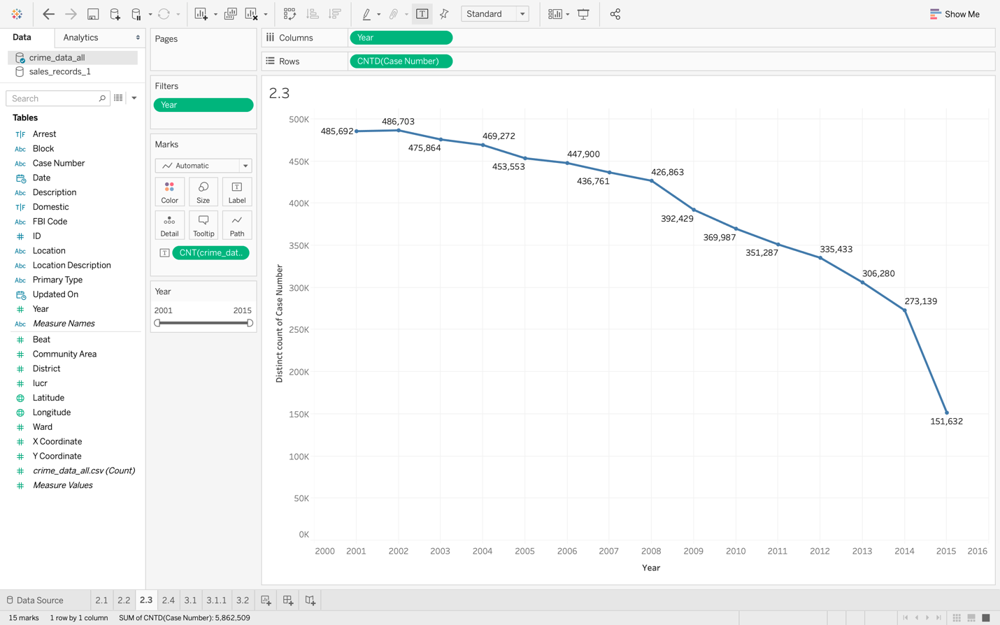 Standard
Show Me
Data
Analytics
crime_data_all
sales_records_1
Search
Tables
T|F Arrest
Abc Block
Abc Case Number
Date
Abc Description
T|F Domestic
Abc FBI Code
# ID
Abc Location
Abc Location Description
Abc Primary Type
Updated On
# Year
Abc Measure Names
# Beat
# Community Area
# District
# Iucr
Latitude
Longitude
# Ward
# X Coordinate
# Y Coordinate
# crime_data_all.csv (Count)
# Measure Values
Pages
Filters
Year
Marks
Automatic
Color
Size
Label
Detail
Tooltip
Path
CNT(crime_dat..
Year
2001
2015
Columns
Year
Rows
CNTD(Case Number)
2.3
500K
450K
400K
350K
300K
250K
200K
150K
100K
50K
0K
Distinct count of Case Number
485,692
486,703
475,864
469,272
453,553
447,900
436,761
426,863
392,429
369,987
351,287
335,433
306,280
273,139
151,632
2000 2001 2002 2003 2004 2005 2006 2007 2008 2009 2010 2011 2012 2013 2014 2015 2016
Year
Data Source
2.1
2.2
2.3
2.4
3.1
3.1.1
3.2
15 marks
1 row by 1 column
SUM of CNTD(Case Number): 5,862,509